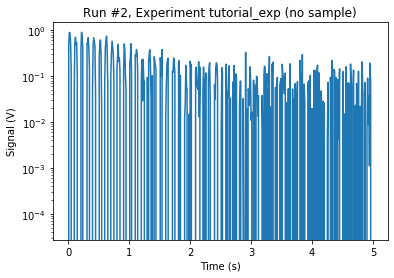 Run #2, Experiment tutorial_exp (no sample)
Signal (V)
10⁰
10⁻¹
10⁻²
10⁻³
10⁻⁴
0 1 2 3 4 5
Time (s)